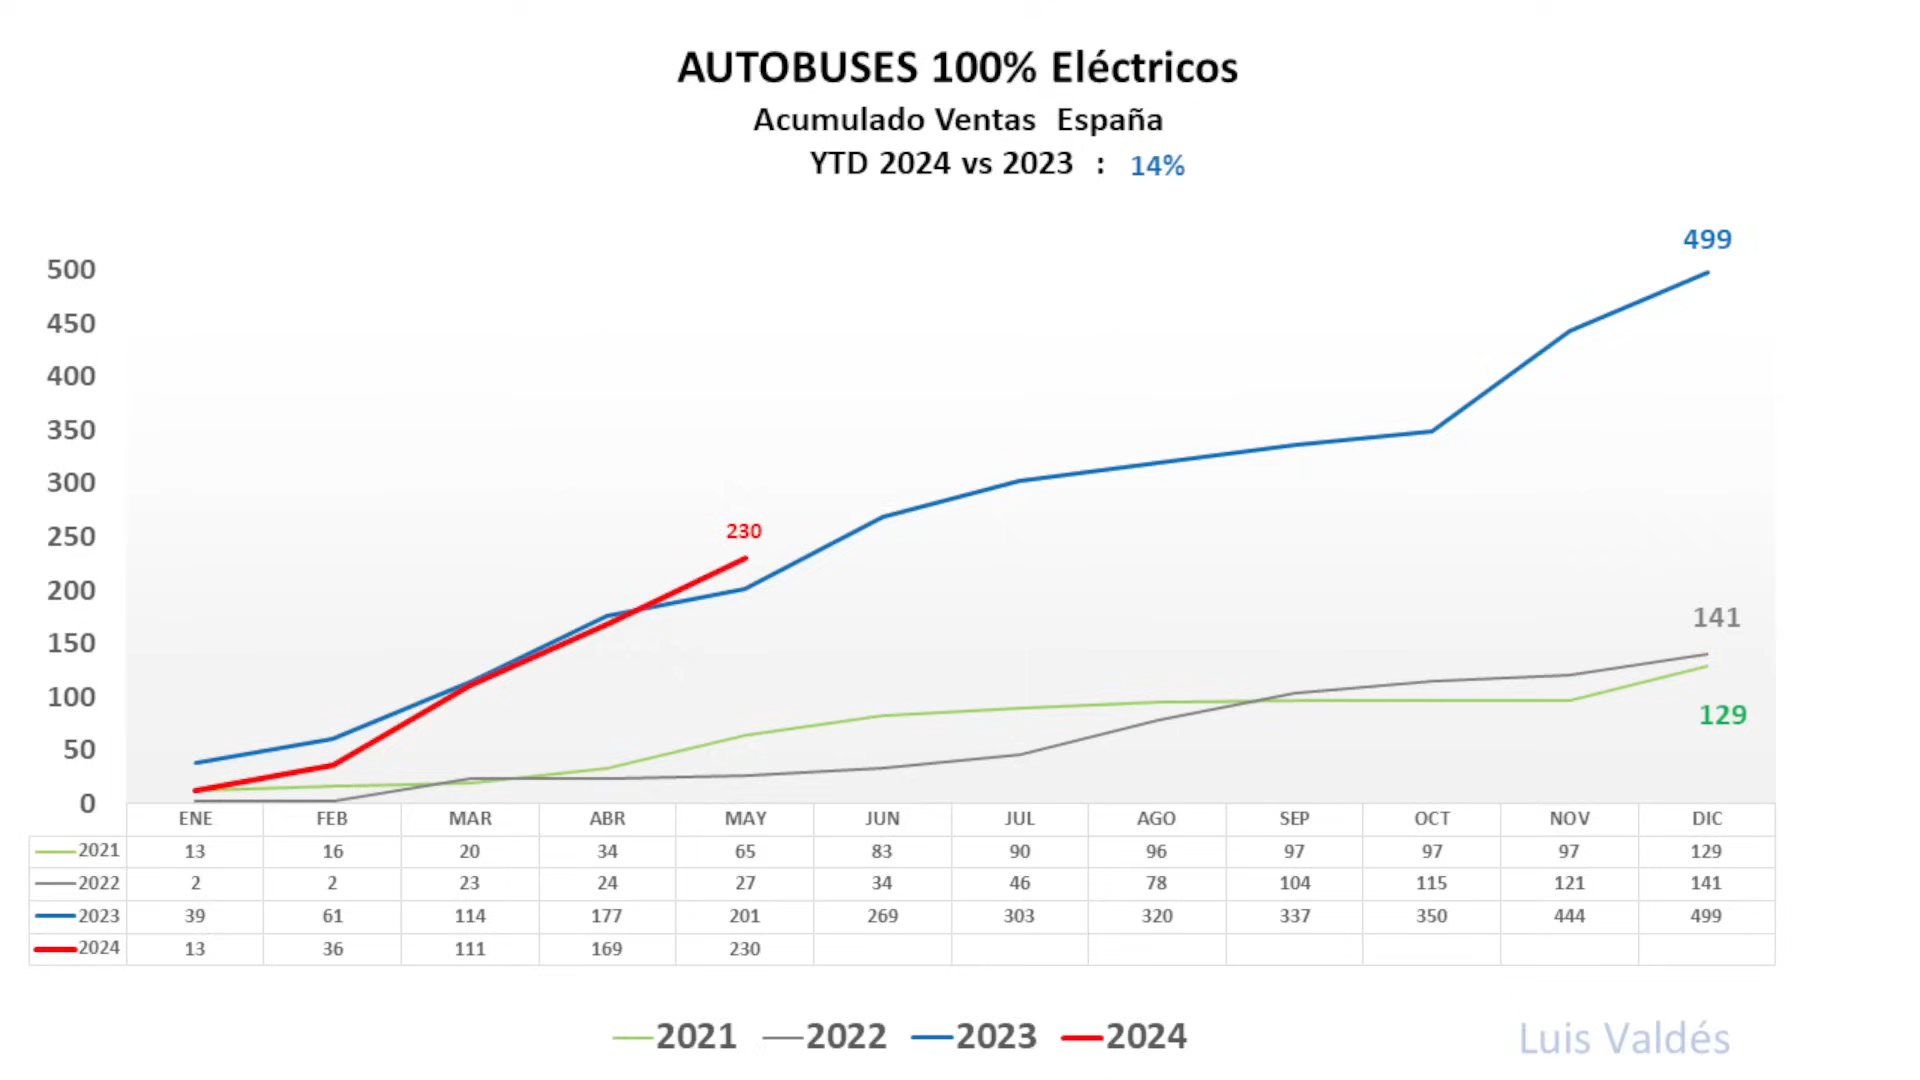 AUTOBUSES 100% Eléctricos
Acumulado Ventas España
YTD 2024 vs 2023 : 14%
499
500
450
400
350
300
250
230
200
150
141
100
129
50
0
ENE FEB MAR ABR MAY JUN JUL AGO SEP OCT NOV DIC
2021 13 16 20 34 65 83 90 96 97 97 97 129
2022 2 2 23 24 27 34 46 78 104 115 121 141
2023 39 61 114 177 201 269 303 320 337 350 444 499
2024 13 36 111 169 230
2021 2022 2023 2024
Luis Valdés